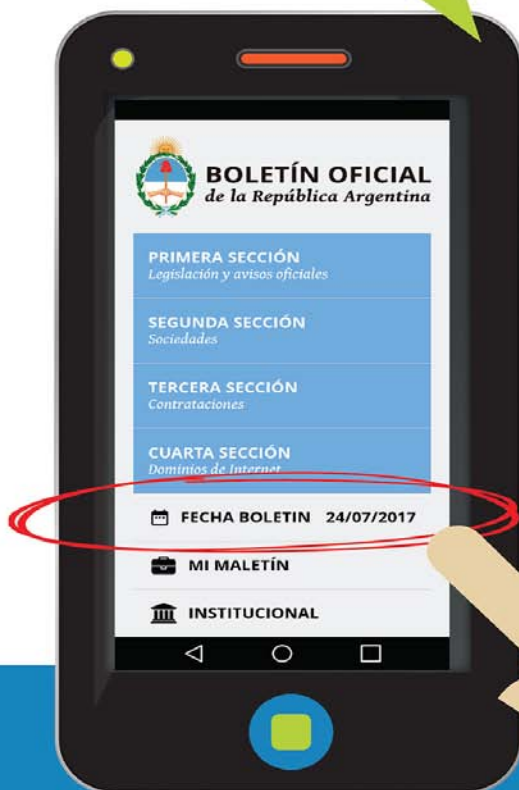 BOLETÍN OFICIAL
de la República Argentina
PRIMERA SECCIÓN
Legislación y avisos oficiales
SEGUNDA SECCIÓN
Sociedades
TERCERA SECCIÓN
Contrataciones
CUARTA SECCIÓN
Dominios de Internet
FECHA BOLETIN 24/07/2017
MI MALETÍN
INSTITUCIONAL